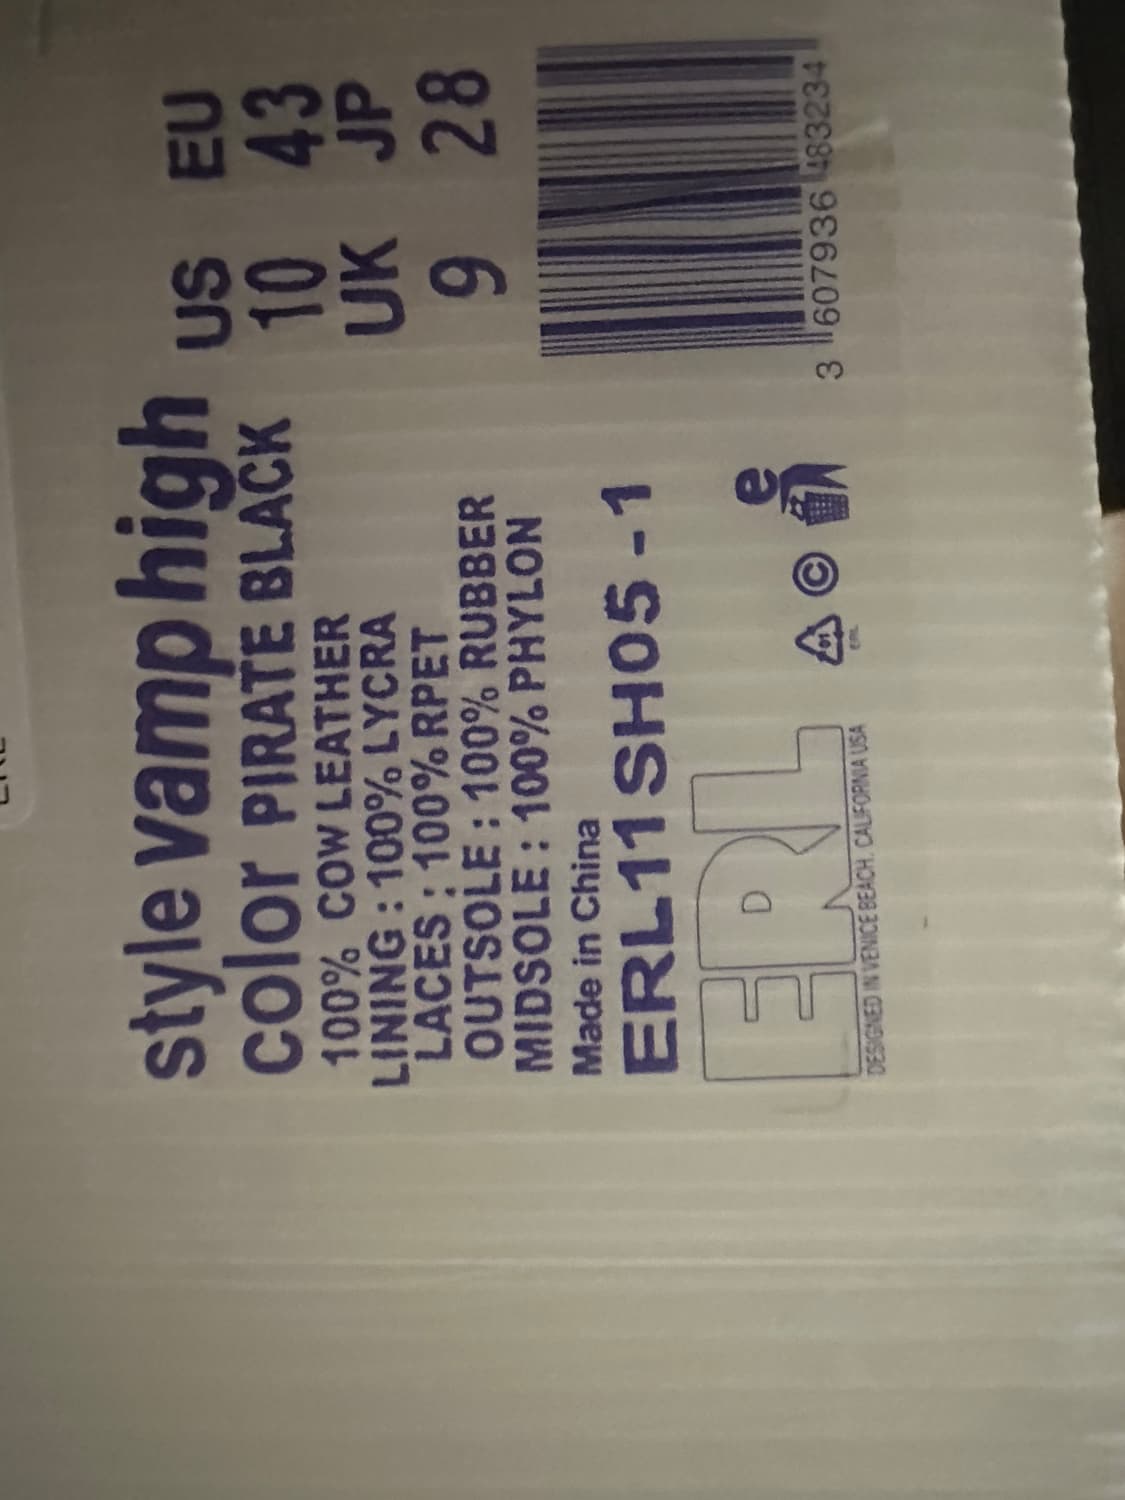 style vamp high
color PIRATE BLACK
100% COW LEATHER
LINING : 100% LYCRA
LACES : 100% RPET
OUTSOLE : 100% RUBBER
MIDSOLE : 100% PHYLON
Made in China
ERL11SH05 - 1
ERL
DESIGNED IN VENICE BEACH, CALIFORNIA USA
01
ERL
©
e
US EU
10 43
UK JP
9 28
3 607936 483234